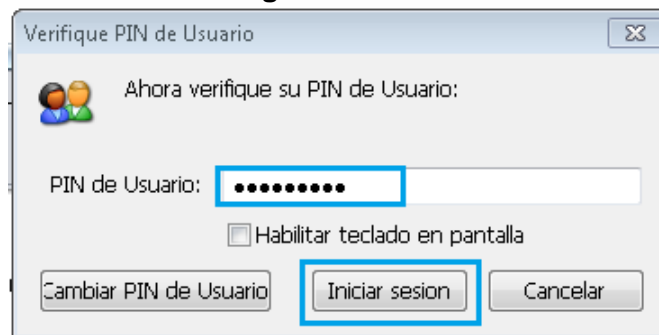 Verifique PIN de Usuario
Ahora verifique su PIN de Usuario:
PIN de Usuario: •••••••••
Habilitar teclado en pantalla
Cambiar PIN de Usuario Iniciar sesion Cancelar